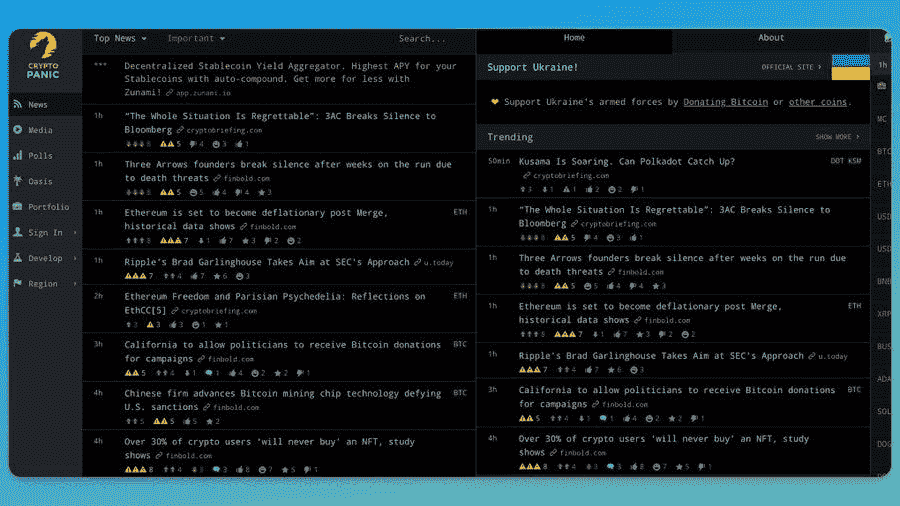 CRYPTO
PANIC
News
Media
Polls
Oasis
Portfolio
Sign In
Develop
Region
Top News
Important
Search...
***
Decentralized Stablecoin Yield Aggregator. Highest APY for your
Stablecoins with auto-compound. Get more for less with
Zunami! app.zunami.io
1h
“The Whole Situation Is Regrettable”: 3AC Breaks Silence to
Bloomberg cryptobriefing.com
5 4 3 1
1h
Three Arrows founders break silence after weeks on the run due
to death threats finbold.com
5 5 4 4 3
1h
Ethereum is set to become deflationary post Merge, ETH
historical data shows finbold.com
8 7 1 7 3 2 2
1h
Ripple's Brad Garlinghouse Takes Aim at SEC's Approach u.today
7 4 7 6 3
2h
Ethereum Freedom and Parisian Psychedelia: Reflections on ETH
EthCC[5] cryptobriefing.com
3 3 3 1 1
3h
California to allow politicians to receive Bitcoin donations BTC
for campaigns finbold.com
5 4 1 1 4 2 2 1
4h
Chinese firm advances Bitcoin mining chip technology defying BTC
U.S. sanctions finbold.com
5 5 5 2
4h
Over 30% of crypto users ‘will never buy’ an NFT, study
shows finbold.com
8 4 3 3 8 7 5 1
Home
About
Support Ukraine!
OFFICIAL SITE
Support Ukraine's armed forces by Donating Bitcoin or other coins.
Trending
SHOW MORE
50min
Kusama Is Soaring. Can Polkadot Catch Up? DOT KSM
cryptobriefing.com
3 1 1 2 2 1
1h
“The Whole Situation Is Regrettable”: 3AC Breaks Silence to
Bloomberg cryptobriefing.com
5 4 3 1
1h
Three Arrows founders break silence after weeks on the run due
to death threats finbold.com
5 5 4 4 3
1h
Ethereum is set to become deflationary post Merge, ETH
historical data shows finbold.com
8 7 1 7 3 2 2
1h
Ripple's Brad Garlinghouse Takes Aim at SEC's Approach u.today
7 4 7 6 3
3h
California to allow politicians to receive Bitcoin donations BTC
for campaigns finbold.com
5 4 1 1 4 2 2 1
4h
Over 30% of crypto users ‘will never buy’ an NFT, study
shows finbold.com
8 4 3 3 8 7 5 1
1h
MC
BTC
ETH
USD
USD
BNB
XRP
BUS
ADA
SOL
DOG